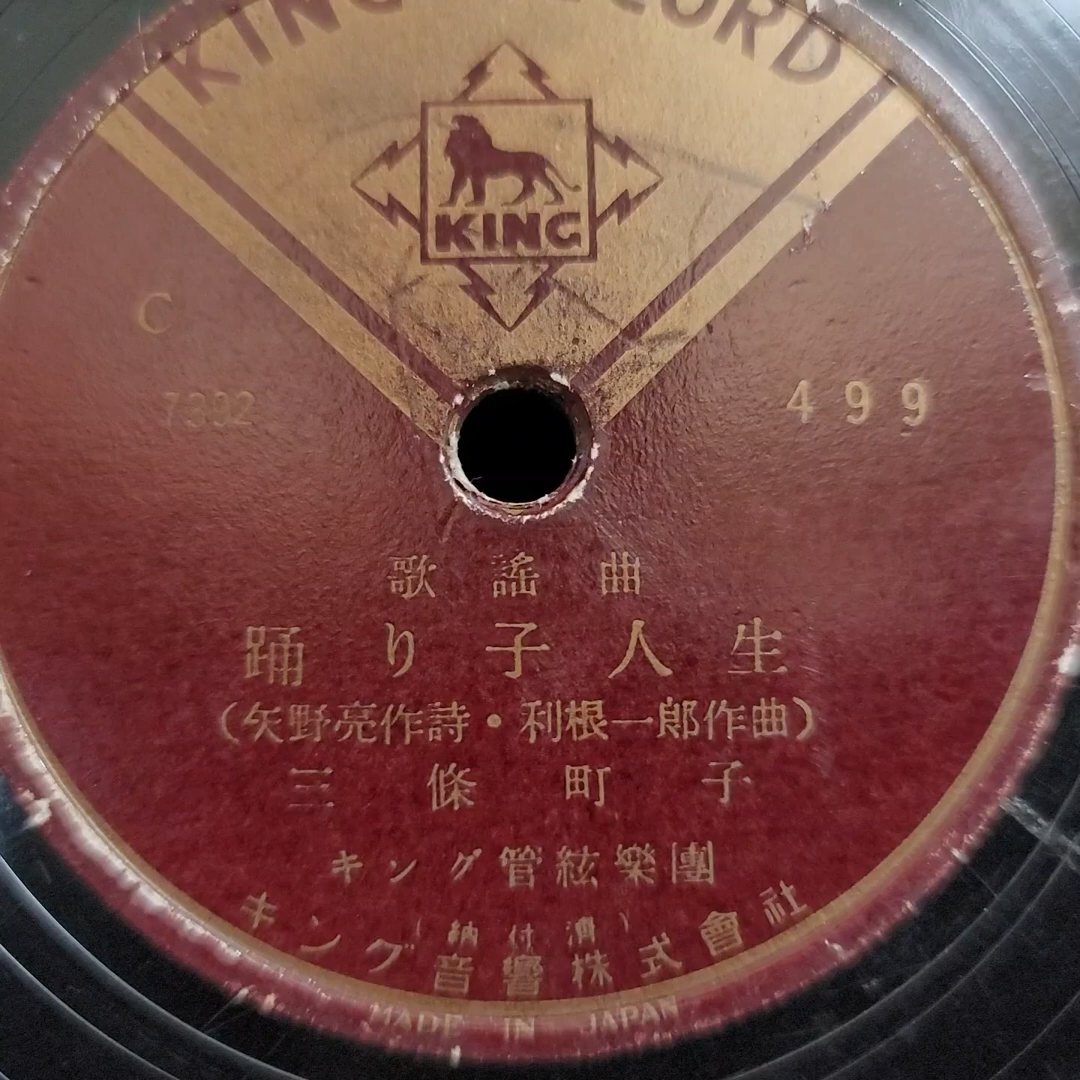 KING RECORD
KING
C
7392
499
歌謡曲
踊り子人生
(矢野亮作詩・利根一郎作曲)
三條町子
キング管絃樂團
(納付濟)
キング音響株式會社
MADE IN JAPAN